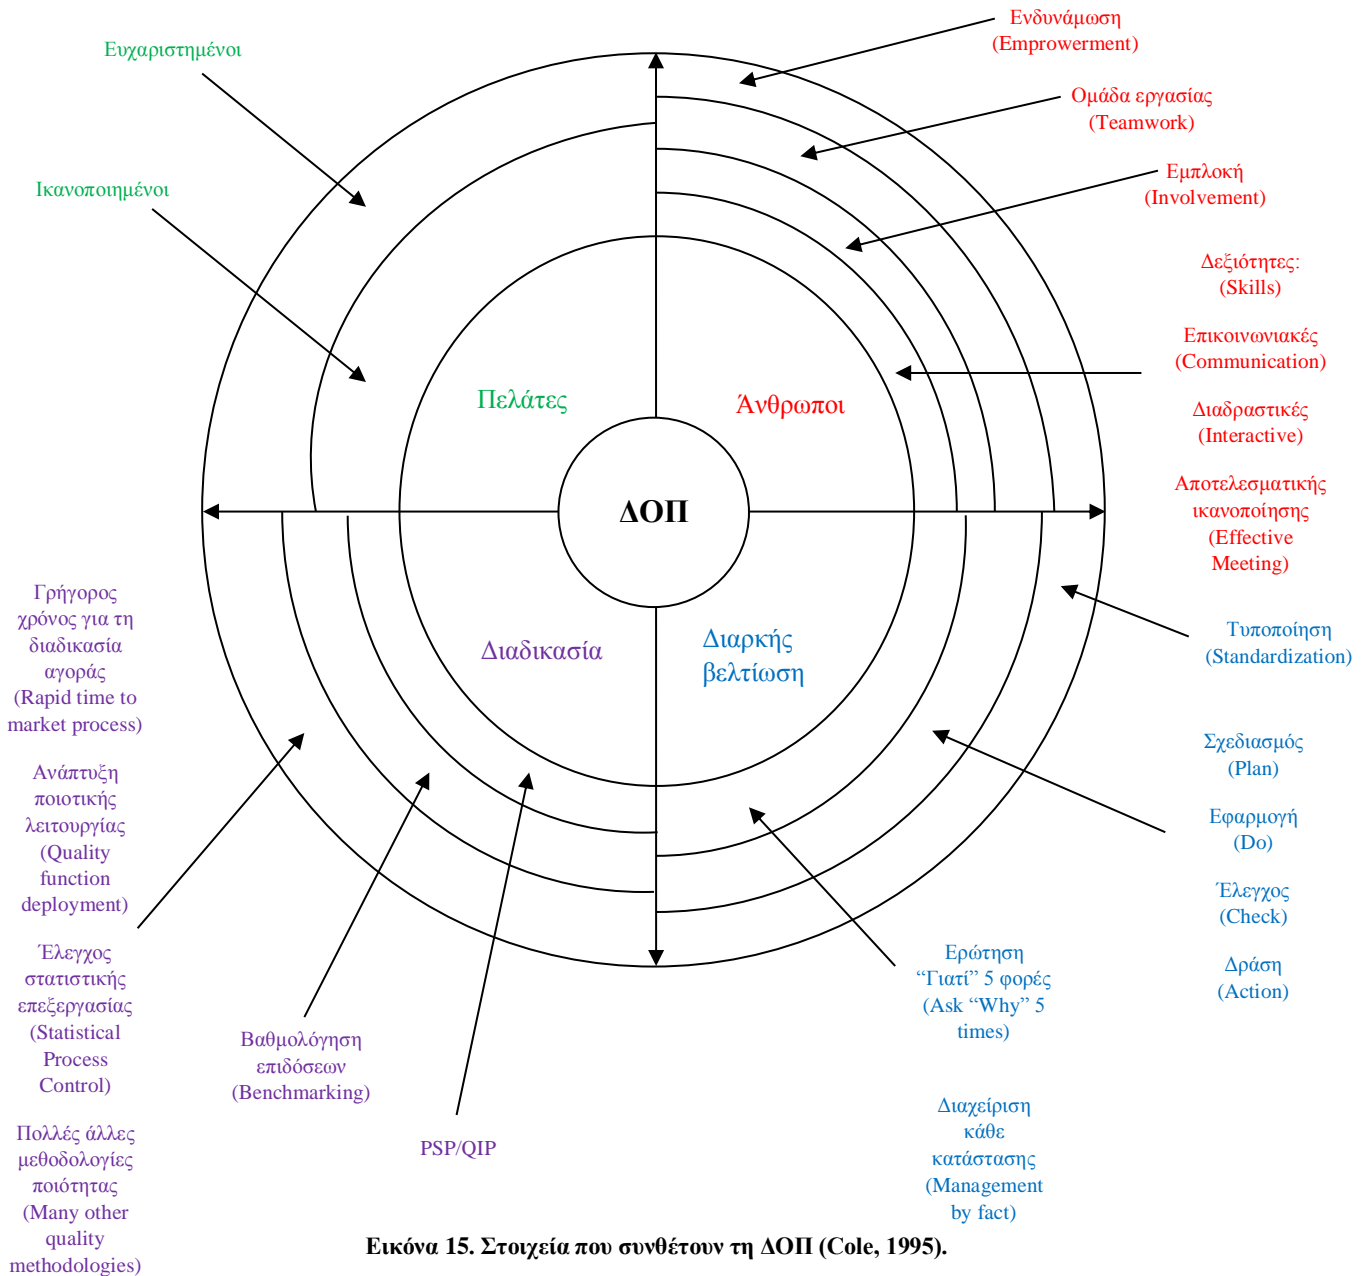 Ευχαριστημένοι
Ικανοποιημένοι
Ενδυνάμωση
(Emprowerment)
Ομάδα εργασίας
(Teamwork)
Εμπλοκή
(Involvement)
Δεξιότητες:
(Skills)
Επικοινωνιακές
(Communication)
Διαδραστικές
(Interactive)
Αποτελεσματικής
ικανοποίησης
(Effective
Meeting)
Πελάτες
Άνθρωποι
ΔΟΠ
Διαδικασία
Διαρκής
βελτίωση
Τυποποίηση
(Standardization)
Σχεδιασμός
(Plan)
Εφαρμογή
(Do)
Έλεγχος
(Check)
Δράση
(Action)
Ερώτηση
“Γιατί” 5 φορές
(Ask “Why” 5
times)
Διαχείριση
κάθε
κατάστασης
(Management
by fact)
Γρήγορος
χρόνος για τη
διαδικασία
αγοράς
(Rapid time to
market process)
Ανάπτυξη
ποιοτικής
λειτουργίας
(Quality
function
deployment)
Έλεγχος
στατιστικής
επεξεργασίας
(Statistical
Process
Control)
Πολλές άλλες
μεθοδολογίες
ποιότητας
(Many other
quality
methodologies)
Βαθμολόγηση
επιδόσεων
(Benchmarking)
PSP/QIP
Εικόνα 15. Στοιχεία που συνθέτουν τη ΔΟΠ (Cole, 1995).